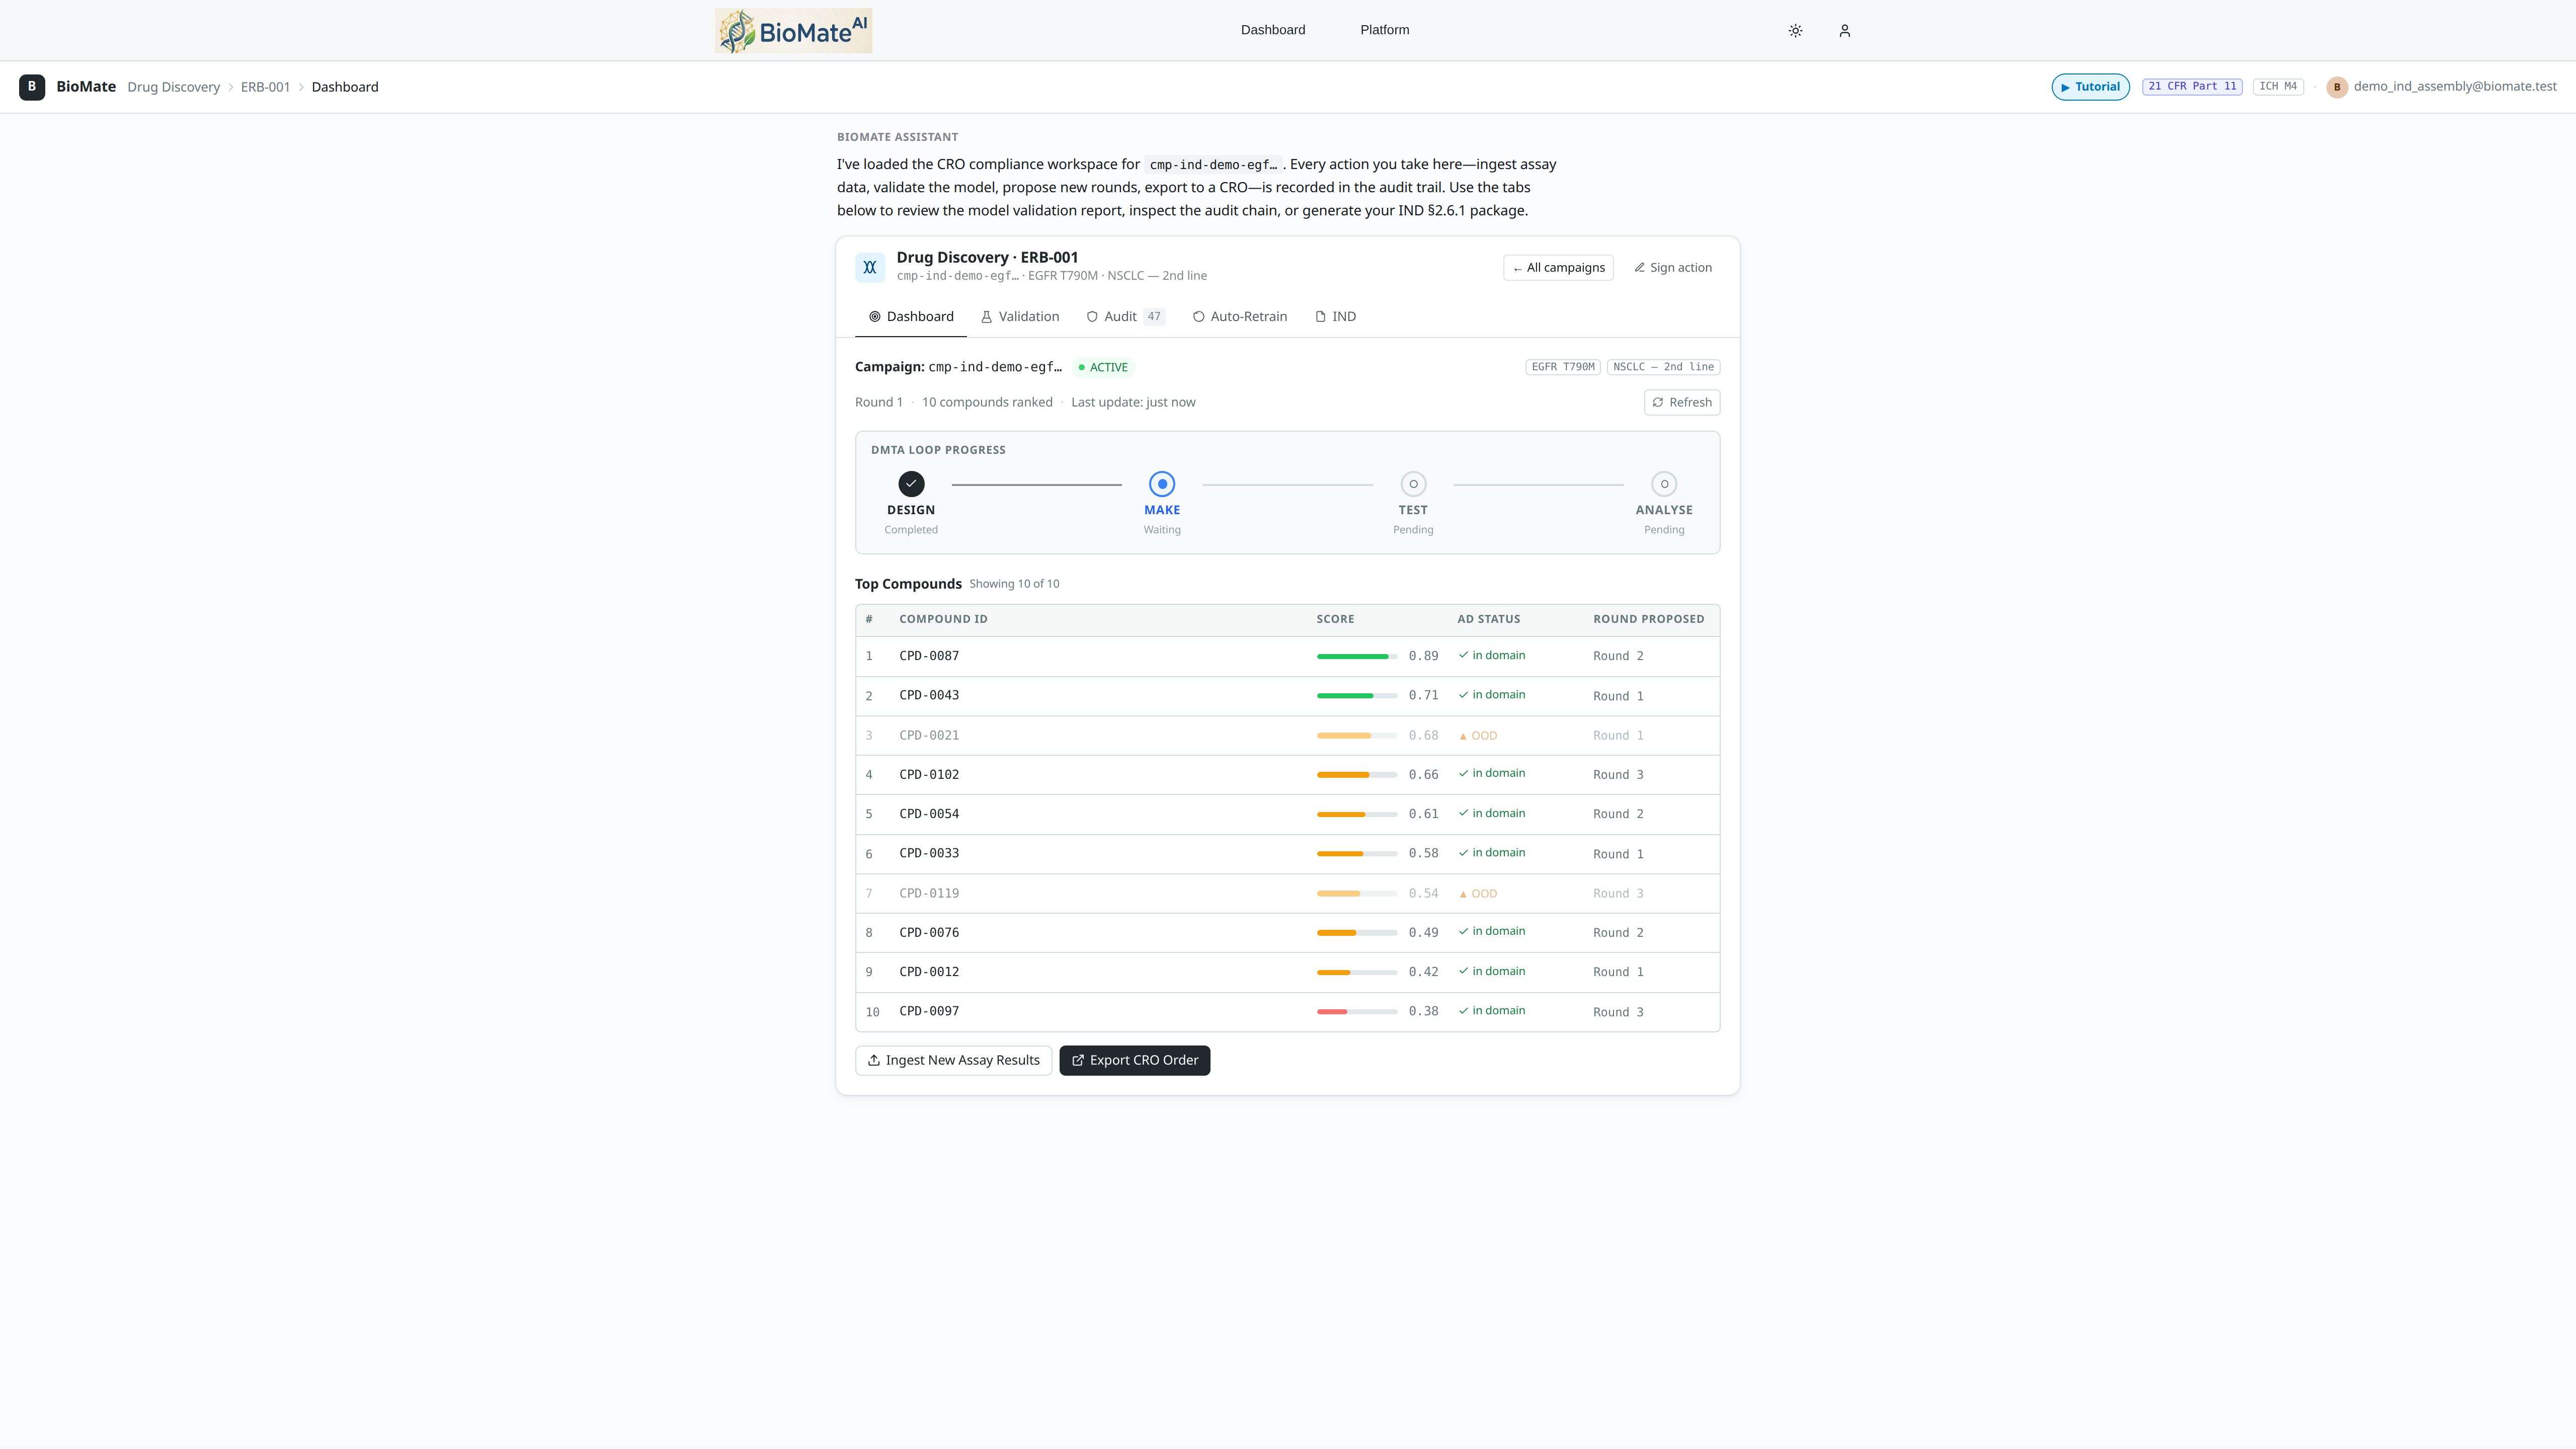 BioMate AI
Dashboard
Platform
B
BioMate
Drug Discovery
ERB-001
Dashboard
Tutorial
21 CFR Part 11
ICH M4
·
B
demo_ind_assembly@biomate.test
BIOMATE ASSISTANT
I've loaded the CRO compliance workspace for cmp-ind-demo-egf… . Every action you take here—ingest assay
data, validate the model, propose new rounds, export to a CRO—is recorded in the audit trail. Use the tabs
below to review the model validation report, inspect the audit chain, or generate your IND §2.6.1 package.
Drug Discovery · ERB-001
cmp-ind-demo-egf… · EGFR T790M · NSCLC — 2nd line
← All campaigns
Sign action
Dashboard
Validation
Audit 47
Auto-Retrain
IND
Campaign: cmp-ind-demo-egf…
ACTIVE
EGFR T790M
NSCLC — 2nd line
Round 1 · 10 compounds ranked · Last update: just now
Refresh
DMTA LOOP PROGRESS
DESIGN
MAKE
TEST
ANALYSE
Completed
Waiting
Pending
Pending
Top Compounds Showing 10 of 10
# COMPOUND ID SCORE AD STATUS ROUND PROPOSED
1 CPD-0087 0.89 ✓ in domain Round 2
2 CPD-0043 0.71 ✓ in domain Round 1
3 CPD-0021 0.68 ▲ OOD Round 1
4 CPD-0102 0.66 ✓ in domain Round 3
5 CPD-0054 0.61 ✓ in domain Round 2
6 CPD-0033 0.58 ✓ in domain Round 1
7 CPD-0119 0.54 ▲ OOD Round 3
8 CPD-0076 0.49 ✓ in domain Round 2
9 CPD-0012 0.42 ✓ in domain Round 1
10 CPD-0097 0.38 ✓ in domain Round 3
Ingest New Assay Results
Export CRO Order